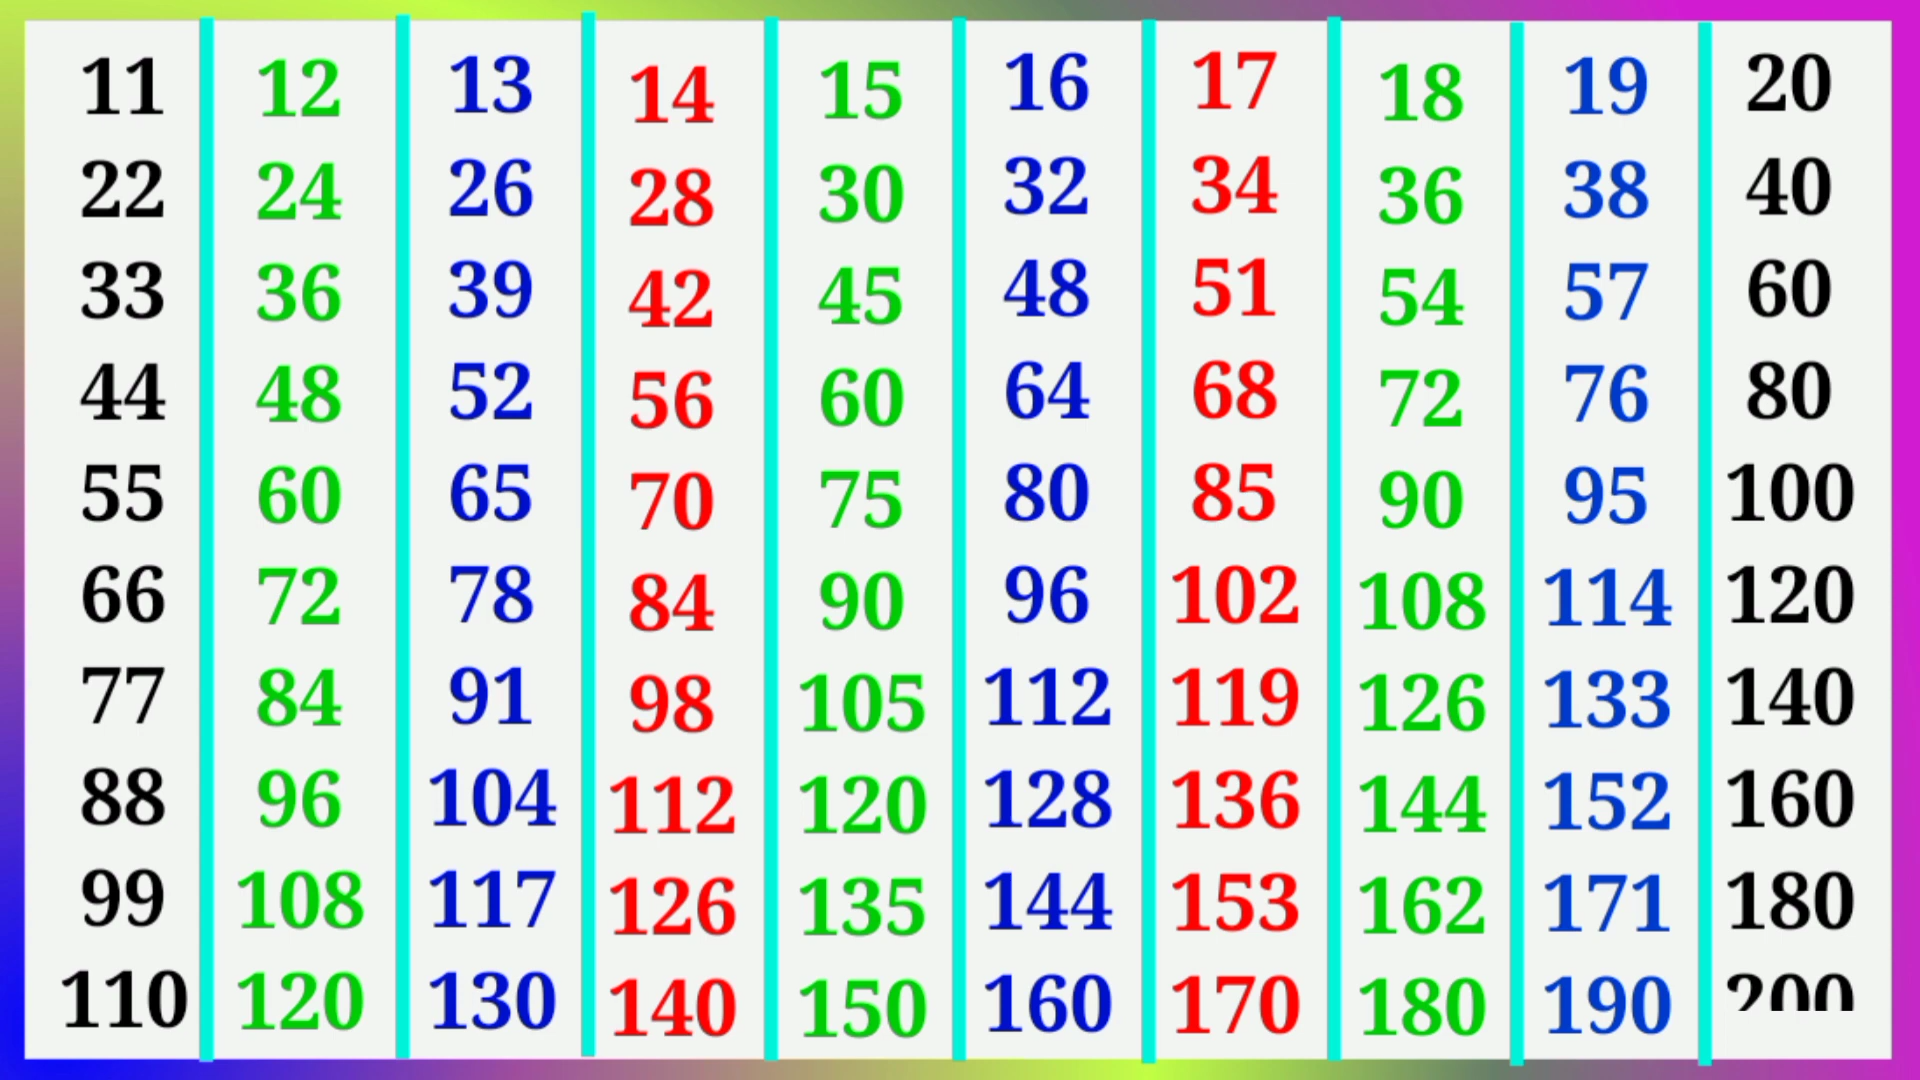 11 12 13 14 15 16 17 18 19 20
22 24 26 28 30 32 34 36 38 40
33 36 39 42 45 48 51 54 57 60
44 48 52 56 60 64 68 72 76 80
55 60 65 70 75 80 85 90 95 100
66 72 78 84 90 96 102 108 114 120
77 84 91 98 105 112 119 126 133 140
88 96 104 112 120 128 136 144 152 160
99 108 117 126 135 144 153 162 171 180
110 120 130 140 150 160 170 180 190 200